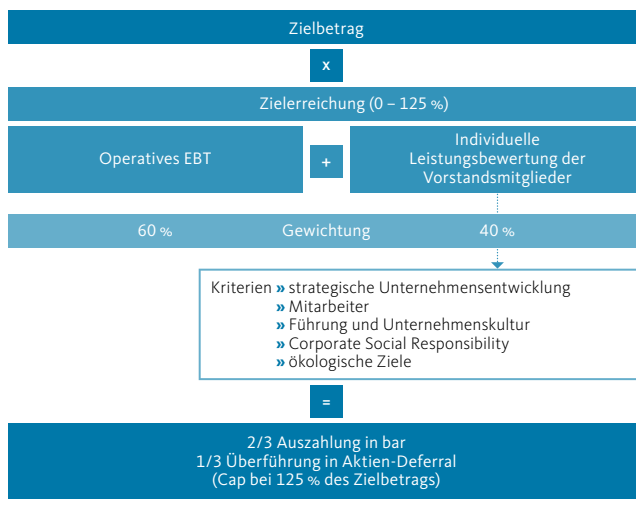 Zielbetrag
x
Zielerreichung (0 – 125 %)
Operatives EBT
+
Individuelle
Leistungsbewertung der
Vorstandsmitglieder
60 % Gewichtung 40 %
Kriterien » strategische Unternehmensentwicklung
» Mitarbeiter
» Führung und Unternehmenskultur
» Corporate Social Responsibility
» ökologische Ziele
=
2/3 Auszahlung in bar
1/3 Überführung in Aktien-Deferral
(Cap bei 125 % des Zielbetrags)